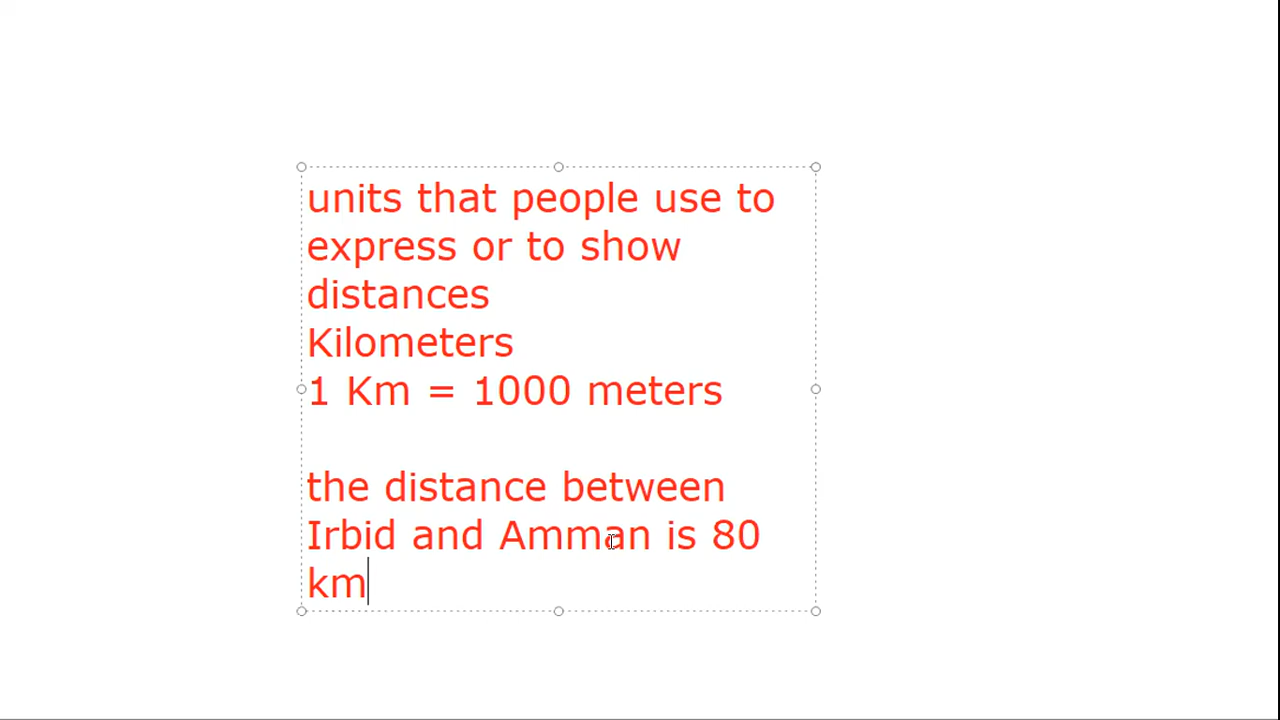 units that people use to
express or to show
distances
Kilometers
1 Km = 1000 meters
the distance between
Irbid and Amman is 80
km